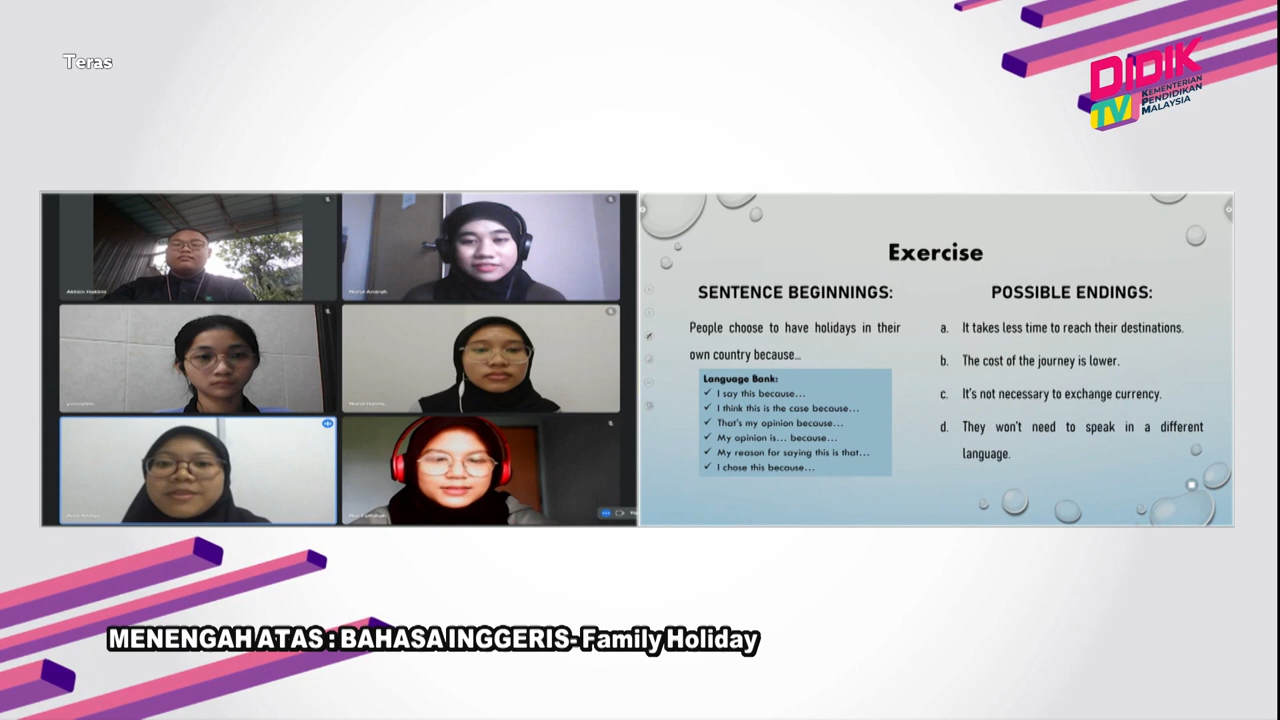 Teras
DIDIK
TV
KEMENTERIAN
PENDIDIKAN
MALAYSIA
Exercise
SENTENCE BEGINNINGS:
People choose to have holidays in their
own country because...
Language Bank:
✓ I say this because...
✓ I think this is the case because...
✓ That's my opinion because...
✓ My opinion is... because...
✓ My reason for saying this is that...
✓ I chose this because...
POSSIBLE ENDINGS:
a. It takes less time to reach their destinations.
b. The cost of the journey is lower.
c. It's not necessary to exchange currency.
d. They won't need to speak in a different
language.
MENENGAH ATAS : BAHASA INGGERIS- Family Holiday